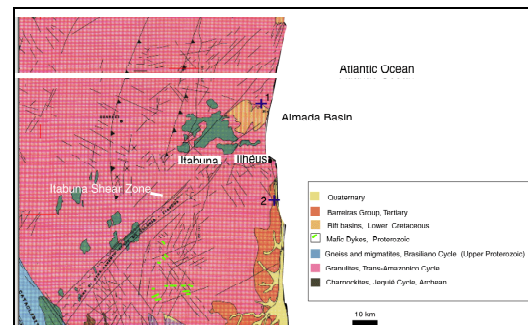 Atlantic Ocean
1
Almada Basin
Itabuna
Ilheus
Itabuna Shear Zone
2
Quaternary
Barreiras Group, Tertiary
Rift basins, Lower Cretaceous
Mafic Dykes, Proterozoic
Gneiss and migmatites, Brasiliano Cycle (Upper Proterozoic)
Granulites, Trans-Amazonico Cycle
Charnockites, Jequié Cycle, Archean
10 km